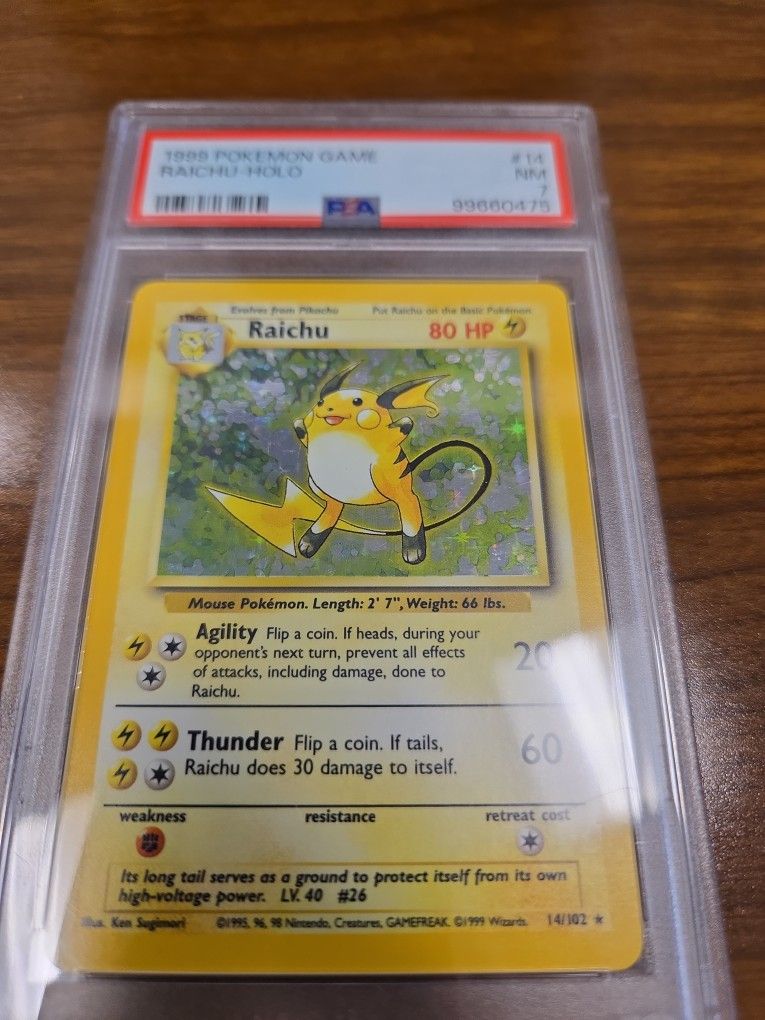 1999 POKEMON GAME #14
RAICHU-HOLO NM
7
PSA 99660475
STAGE 1 Evolves from Pikachu Put Raichu on the Basic Pokémon
Raichu 80 HP
Mouse Pokémon. Length: 2' 7", Weight: 66 lbs.
Agility Flip a coin. If heads, during your
opponent's next turn, prevent all effects
of attacks, including damage, done to
Raichu.
20
Thunder Flip a coin. If tails,
Raichu does 30 damage to itself.
60
weakness resistance retreat cost
Its long tail serves as a ground to protect itself from its own
high-voltage power. LV. 40 #26
Illus. Ken Sugimori ©1995, 96, 98 Nintendo, Creatures, GAMEFREAK. ©1999 Wizards. 14/102